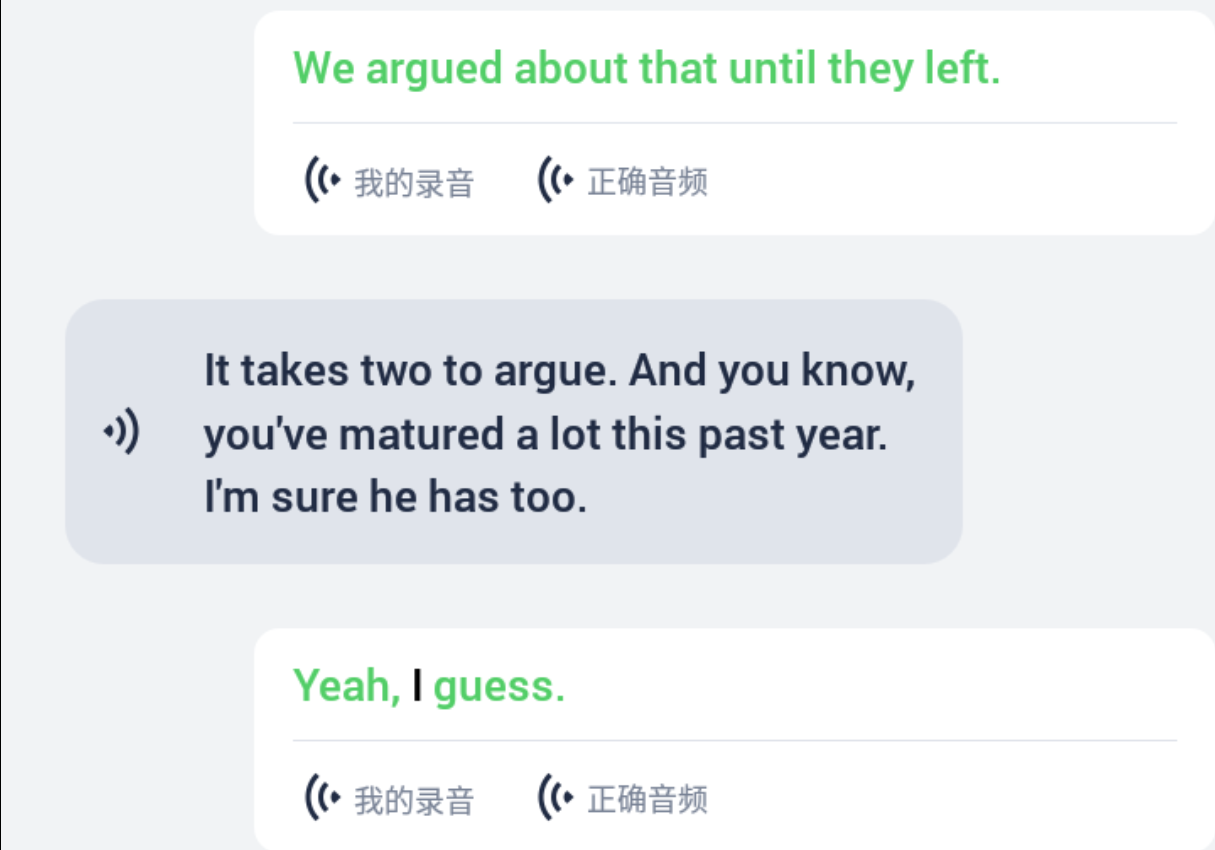 We argued about that until they left.
我的录音 正确音频
It takes two to argue. And you know,
you've matured a lot this past year.
I'm sure he has too.
Yeah, I guess.
我的录音 正确音频